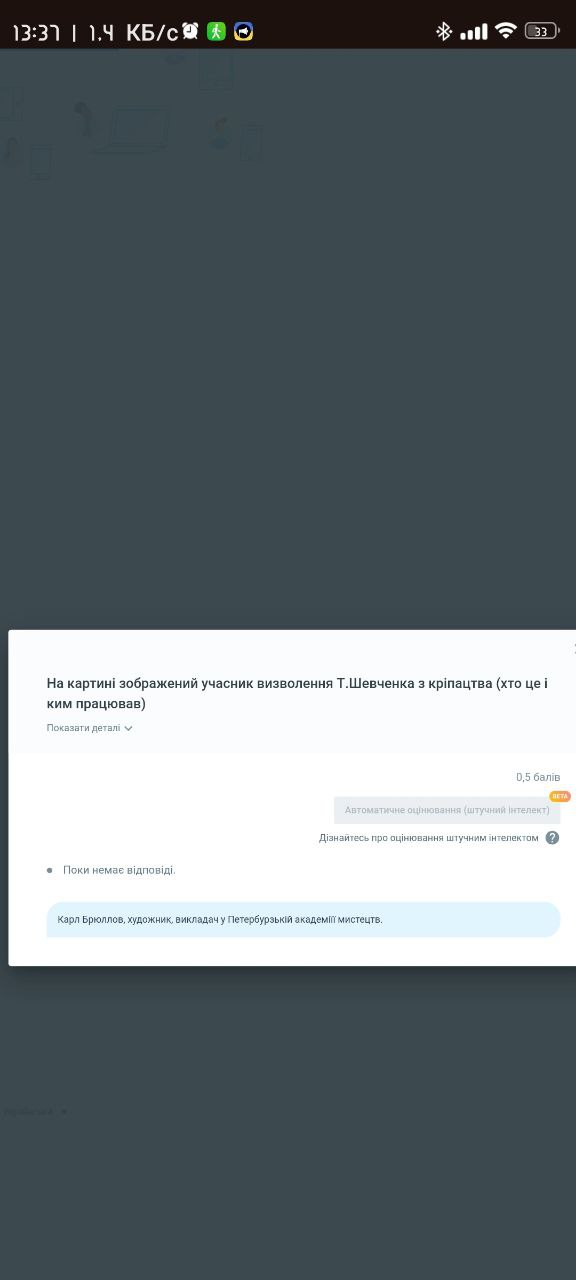 13:37 | 1,4 КБ/с
33
На картині зображений учасник визволення Т.Шевченка з кріпацтва (хто це і
ким працював)
Показати деталі
0,5 балів
BETA
Автоматичне оцінювання (штучний інтелект)
Дізнайтесь про оцінювання штучним інтелектом ?
Поки немає відповіді.
Карл Брюллов, художник, викладач у Петербурзькій академіїї мистецтв.